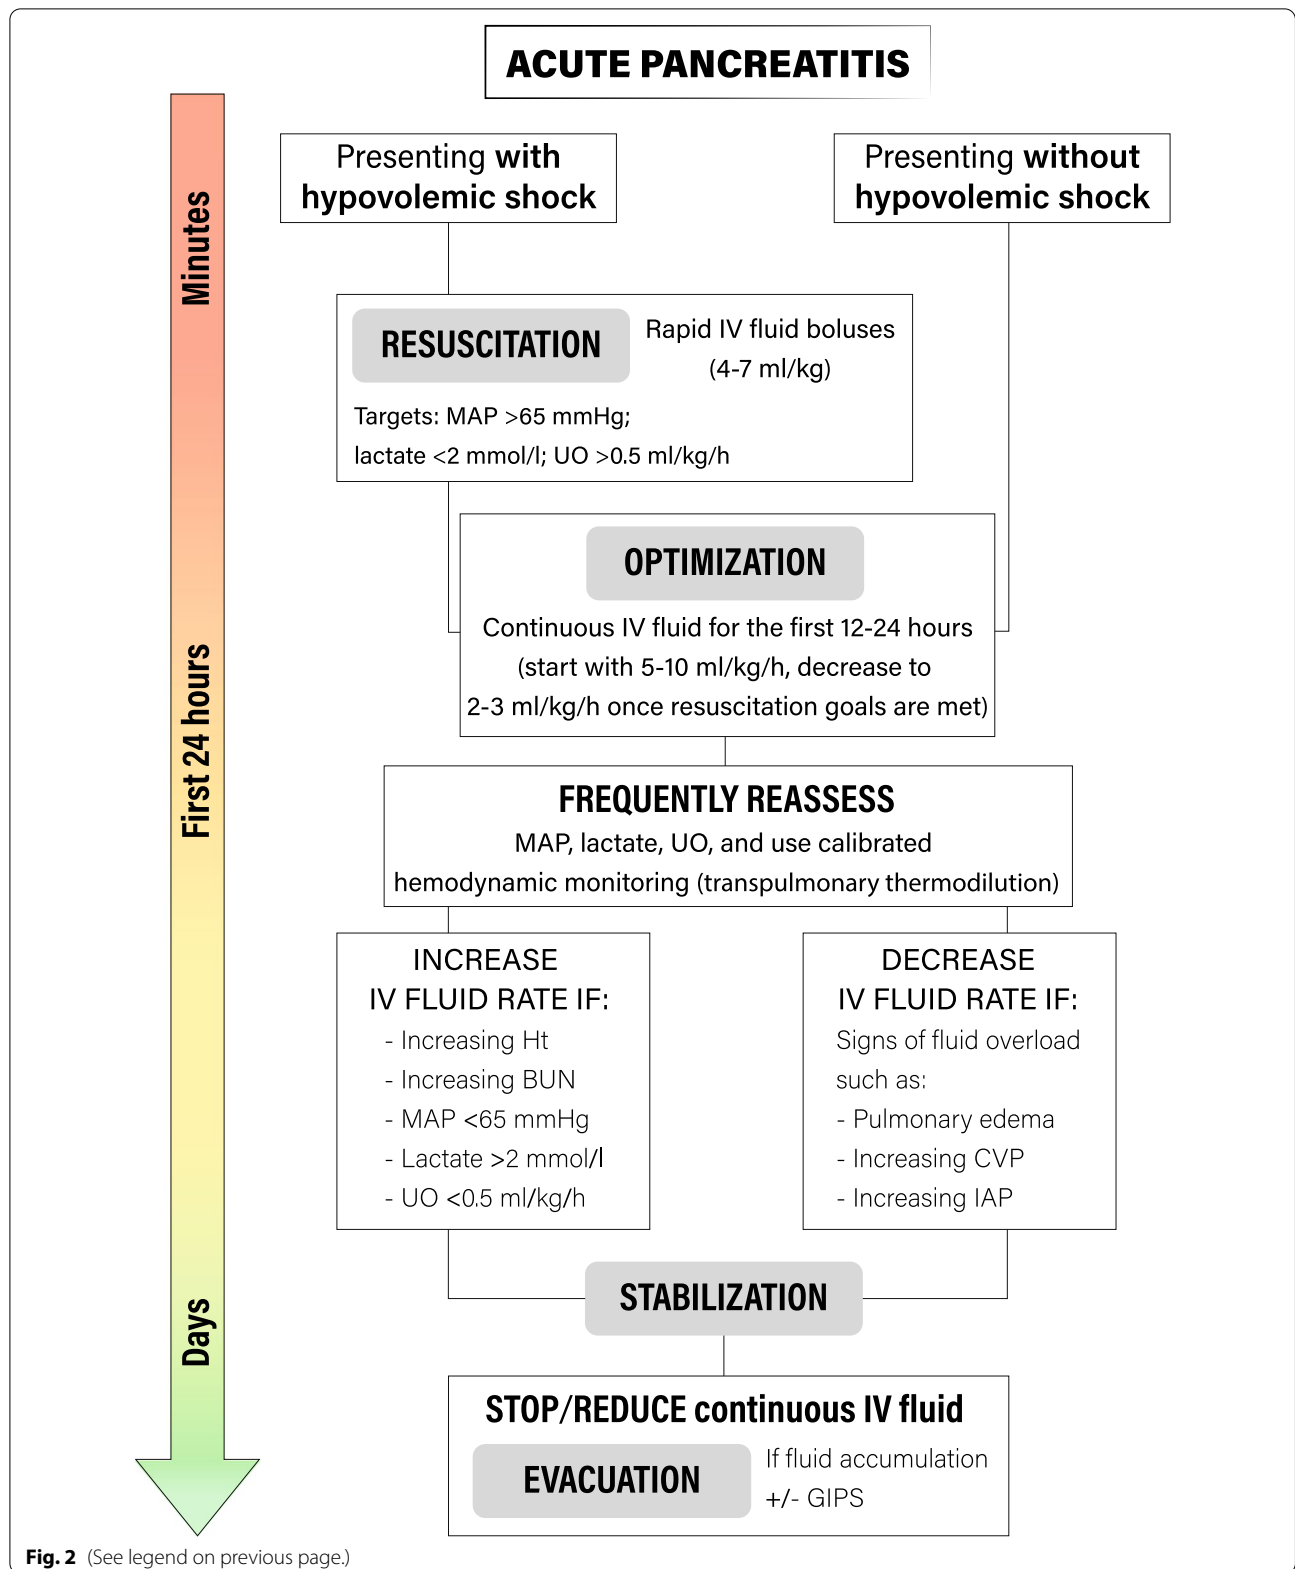 ACUTE PANCREATITIS
Minutes
First 24 hours
Days
Presenting with
hypovolemic shock
Presenting without
hypovolemic shock
RESUSCITATION
Rapid IV fluid boluses
(4-7 ml/kg)
Targets: MAP >65 mmHg;
lactate <2 mmol/l; UO >0.5 ml/kg/h
OPTIMIZATION
Continuous IV fluid for the first 12-24 hours
(start with 5-10 ml/kg/h, decrease to
2-3 ml/kg/h once resuscitation goals are met)
FREQUENTLY REASSESS
MAP, lactate, UO, and use calibrated
hemodynamic monitoring (transpulmonary thermodilution)
INCREASE
IV FLUID RATE IF:
- Increasing Ht
- Increasing BUN
- MAP <65 mmHg
- Lactate >2 mmol/l
- UO <0.5 ml/kg/h
DECREASE
IV FLUID RATE IF:
Signs of fluid overload
such as:
- Pulmonary edema
- Increasing CVP
- Increasing IAP
STABILIZATION
STOP/REDUCE continuous IV fluid
EVACUATION
If fluid accumulation
+/- GIPS
Fig. 2 (See legend on previous page.)